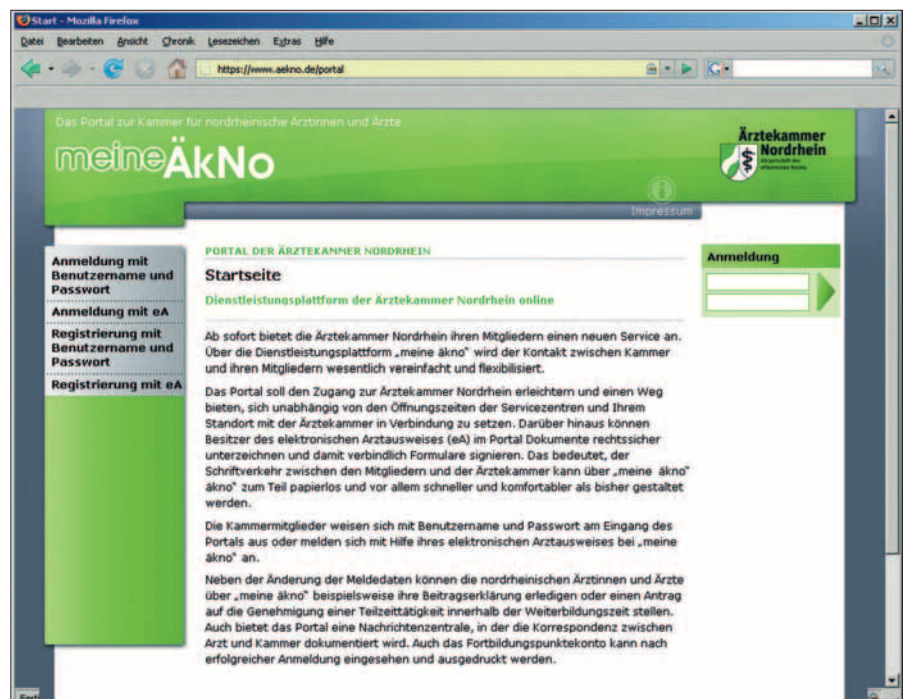 Start - Mozilla Firefox
Datei Bearbeiten Ansicht Chronik Lesezeichen Extras Hilfe
https://www.aekno.de/portal
G
Das Portal zur Kammer für nordrheinische Ärztinnen und Ärzte
meineÄkNo
Ärztekammer
Nordrhein
Körperschaft des
öffentlichen Rechts
Impressum
Anmeldung mit
Benutzername und
Passwort
Anmeldung mit eA
Registrierung mit
Benutzername und
Passwort
Registrierung mit eA
PORTAL DER ÄRZTEKAMMER NORDRHEIN
Startseite
Dienstleistungsplattform der Ärztekammer Nordrhein online
Ab sofort bietet die Ärztekammer Nordrhein ihren Mitgliedern einen neuen Service an.
Über die Dienstleistungsplattform „meine äkno" wird der Kontakt zwischen Kammer
und ihren Mitgliedern wesentlich vereinfacht und flexibilisiert.
Das Portal soll den Zugang zur Ärztekammer Nordrhein erleichtern und einen Weg
bieten, sich unabhängig von den Öffnungszeiten der Servicezentren und Ihrem
Standort mit der Ärztekammer in Verbindung zu setzen. Darüber hinaus können
Besitzer des elektronischen Arztausweises (eA) im Portal Dokumente rechtssicher
unterzeichnen und damit verbindlich Formulare signieren. Das bedeutet, der
Schriftverkehr zwischen den Mitgliedern und der Ärztekammer kann über „meine äkno"
äkno" zum Teil papierlos und vor allem schneller und komfortabler als bisher gestaltet
werden.
Die Kammermitglieder weisen sich mit Benutzername und Passwort am Eingang des
Portals aus oder melden sich mit Hilfe ihres elektronischen Arztausweises bei „meine
äkno" an.
Neben der Änderung der Meldedaten können die nordrheinischen Ärztinnen und Ärzte
über „meine äkno" beispielsweise ihre Beitragserklärung erledigen oder einen Antrag
auf die Genehmigung einer Teilzeittätigkeit innerhalb der Weiterbildungszeit stellen.
Auch bietet das Portal eine Nachrichtenzentrale, in der die Korrespondenz zwischen
Arzt und Kammer dokumentiert wird. Auch das Fortbildungspunktekonto kann nach
erfolgreicher Anmeldung eingesehen und ausgedruckt werden.
Anmeldung